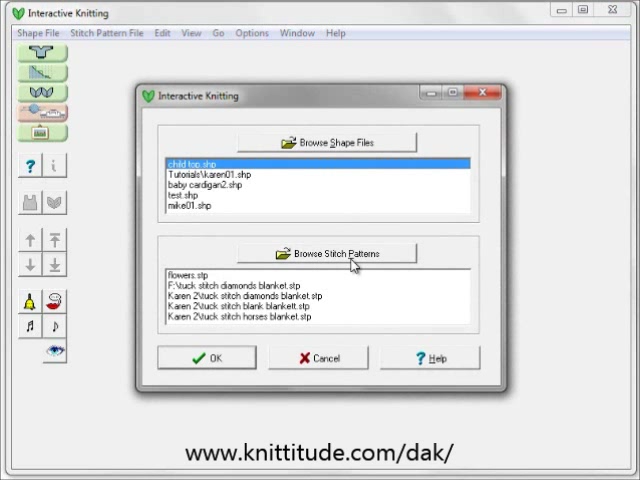 Interactive Knitting
Shape File Stitch Pattern File Edit View Go Options Window Help
Interactive Knitting
Browse Shape Files
child top.shp
Tutorials\karen01.shp
baby cardigan2.shp
test.shp
mike01.shp
Browse Stitch Patterns
flowers.stp
F:\tuck stitch diamonds blanket.stp
Karen 2\tuck stitch diamonds blanket.stp
Karen 2\tuck stitch blank blankett.stp
Karen 2\tuck stitch horses blanket.stp
OK Cancel ? Help
www.knittitude.com/dak/